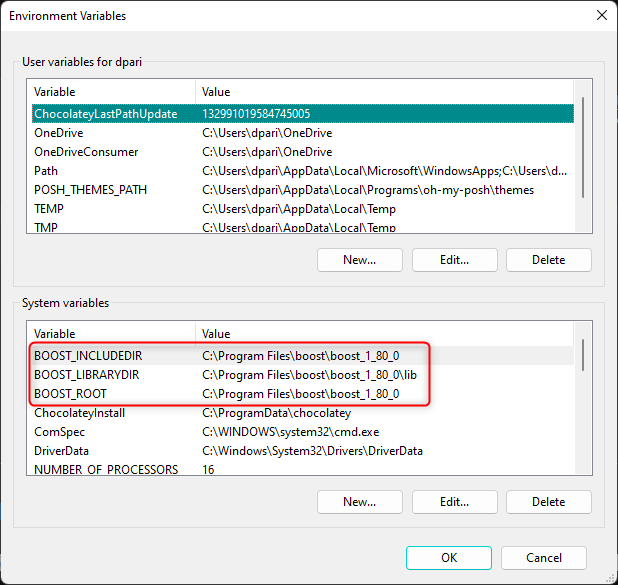 Environment Variables
User variables for dpari
Variable Value
ChocolateyLastPathUpdate 132991019584745005
OneDrive C:\Users\dpari\OneDrive
OneDriveConsumer C:\Users\dpari\OneDrive
Path C:\Users\dpari\AppData\Local\Microsoft\WindowsApps;C:\Users\d...
POSH_THEMES_PATH C:\Users\dpari\AppData\Local\Programs\oh-my-posh\themes
TEMP C:\Users\dpari\AppData\Local\Temp
TMP C:\Users\dpari\AppData\Local\Temp
New... Edit... Delete
System variables
Variable Value
BOOST_INCLUDEDIR C:\Program Files\boost\boost_1_80_0
BOOST_LIBRARYDIR C:\Program Files\boost\boost_1_80_0\lib
BOOST_ROOT C:\Program Files\boost\boost_1_80_0
ChocolateyInstall C:\ProgramData\chocolatey
ComSpec C:\WINDOWS\system32\cmd.exe
DriverData C:\Windows\System32\Drivers\DriverData
NUMBER_OF_PROCESSORS 16
New... Edit... Delete
OK Cancel